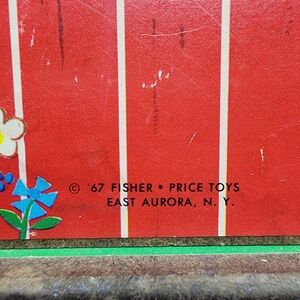 © '67 FISHER • PRICE TOYS
EAST AURORA, N. Y.